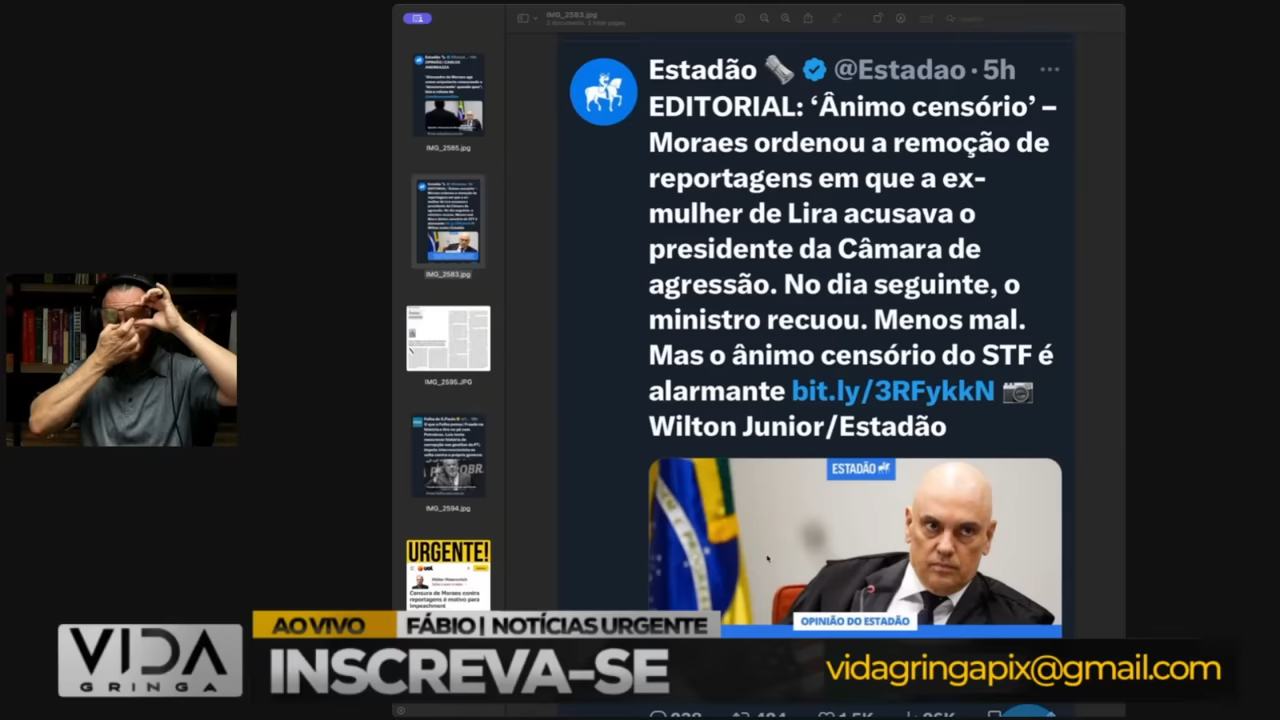 IMG_2583.jpg
Estadão @Estadao · 5h
EDITORIAL: ‘Ânimo censório’ –
Moraes ordenou a remoção de
reportagens em que a ex-
mulher de Lira acusava o
presidente da Câmara de
agressão. No dia seguinte, o
ministro recuou. Menos mal.
Mas o ânimo censório do STF é
alarmante bit.ly/3RFykkN
Wilton Junior/Estadão
ESTADÃO
OPINIÃO DO ESTADÃO
IMG_2585.jpg
IMG_2583.jpg
IMG_2595.JPG
IMG_2594.jpg
URGENTE!
uol
Censura de Moraes contra
reportagens é motivo para
impeachment
AO VIVO
FÁBIO | NOTÍCIAS URGENTE
VIDA
GRINGA
INSCREVA-SE
vidagringapix@gmail.com